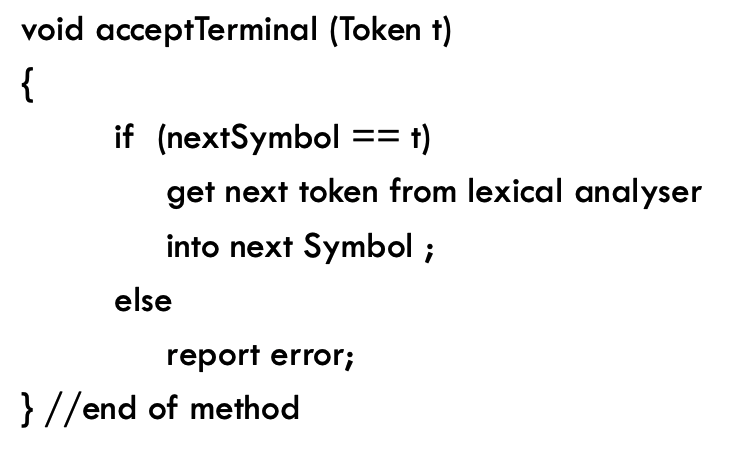 void acceptTerminal (Token t)
{
if (nextSymbol == t)
get next token from lexical analyser
into next Symbol ;
else
report error;
} //end of method